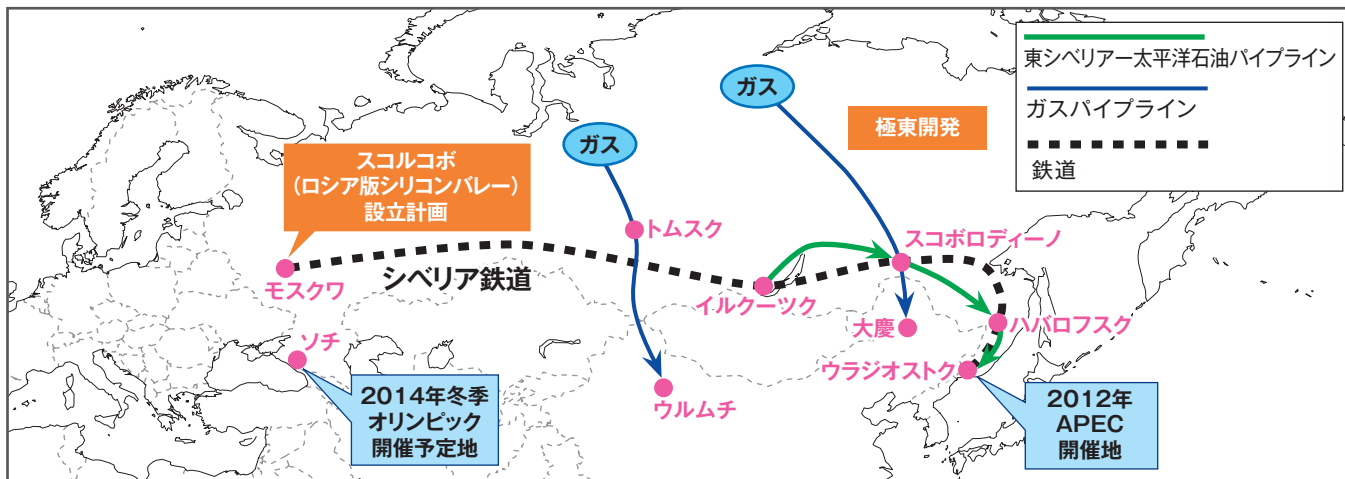 東シベリアー太平洋石油パイプライン
ガスパイプライン
鉄道
ガス
ガス
極東開発
スコルコボ
（ロシア版シリコンバレー）
設立計画
トムスク
スコボロディーノ
モスクワ
シベリア鉄道
イルクーツク
大慶
ハバロフスク
ソチ
ウルムチ
ウラジオストク
2014年冬季
オリンピック
開催予定地
2012年
APEC
開催地